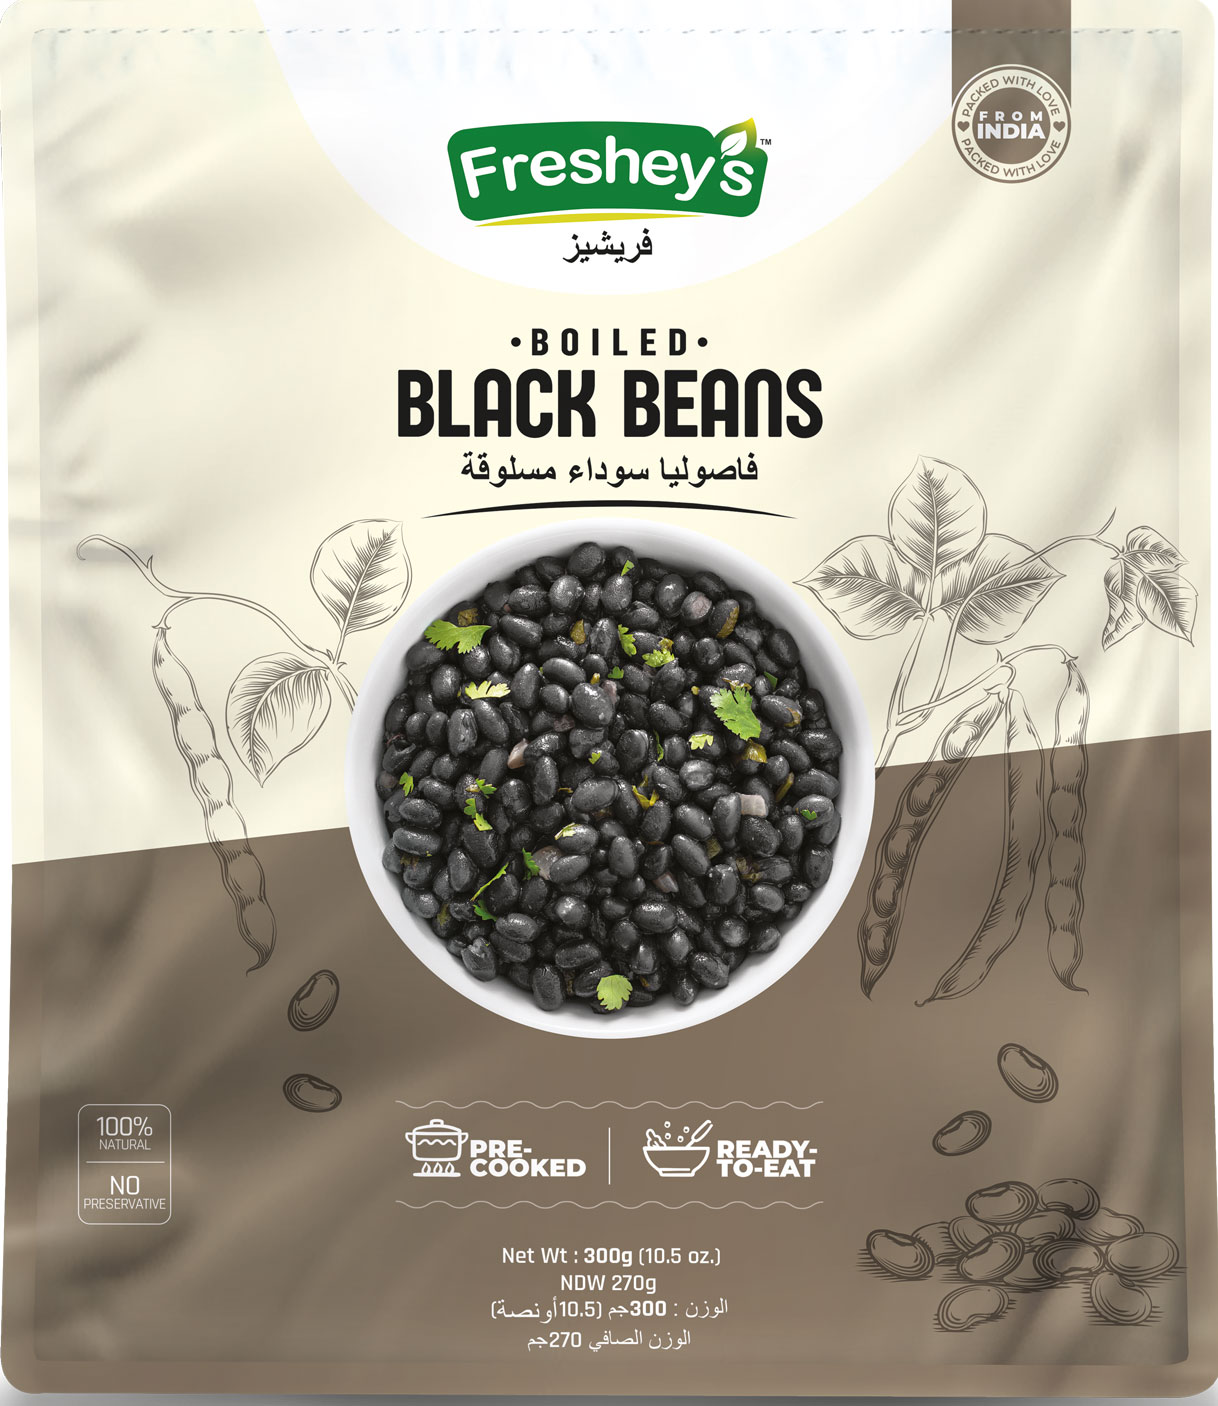 PACKED WITH LOVE
FROM
INDIA
PACKED WITH LOVE
Freshey's™
فريشيز
•BOILED•
BLACK BEANS
فاصوليا سوداء مسلوقة
100%
NATURAL
NO
PRESERVATIVE
PRE-
COOKED
READY-
TO-EAT
Net Wt : 300g (10.5 oz.)
NDW 270g
الوزن : 300جم (10.5أونصة)
الوزن الصافي 270جم